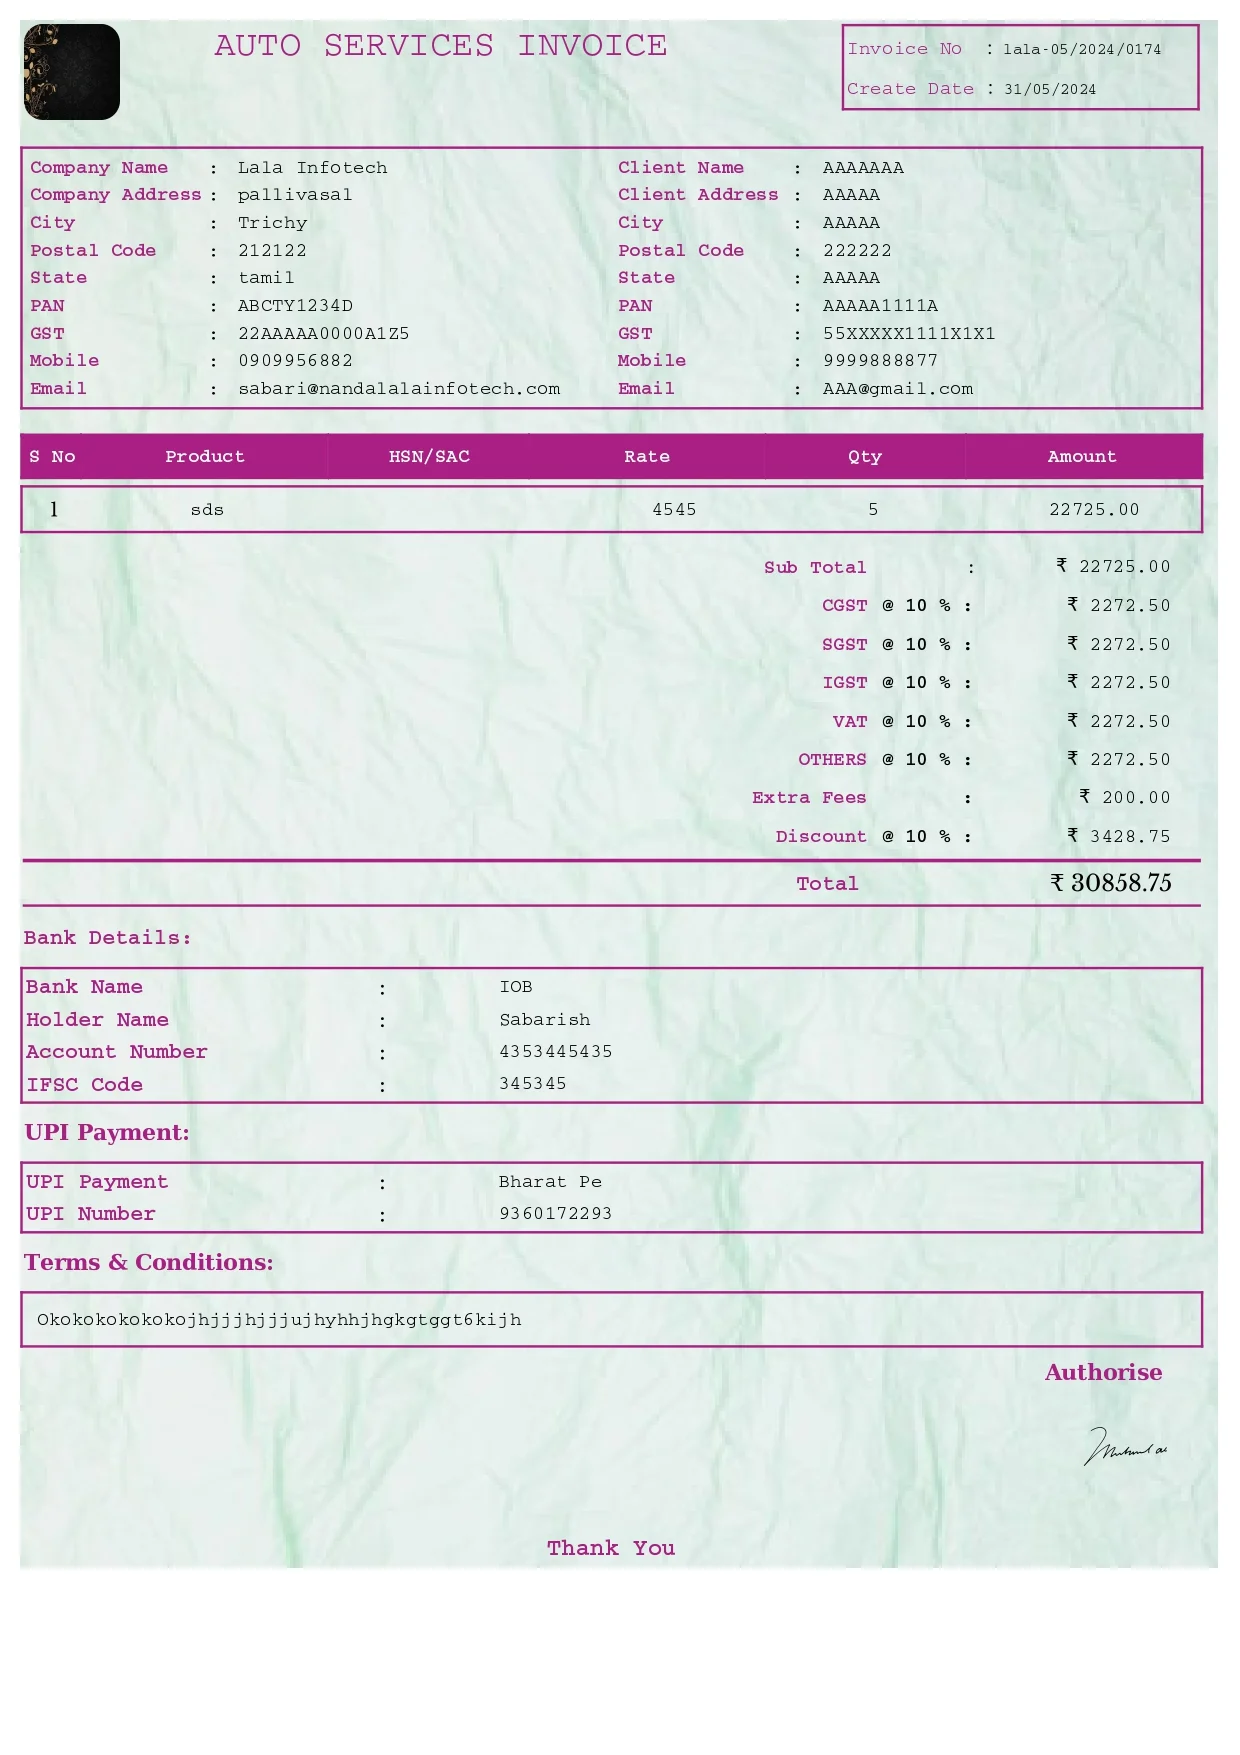 AUTO SERVICES INVOICE
Invoice No : lala-05/2024/0174
Create Date : 31/05/2024
Company Name : Lala Infotech
Company Address : pallivasal
City : Trichy
Postal Code : 212122
State : tamil
PAN : ABCTY1234D
GST : 22AAAAA0000A1Z5
Mobile : 0909956882
Email : sabari@nandalalainfotech.com
Client Name : AAAAAAA
Client Address : AAAAA
City : AAAAA
Postal Code : 222222
State : AAAAA
PAN : AAAAA1111A
GST : 55XXXXX1111X1X1
Mobile : 9999888877
Email : AAA@gmail.com
S No Product HSN/SAC Rate Qty Amount
1 sds 4545 5 22725.00
Sub Total : ₹ 22725.00
CGST @ 10 % : ₹ 2272.50
SGST @ 10 % : ₹ 2272.50
IGST @ 10 % : ₹ 2272.50
VAT @ 10 % : ₹ 2272.50
OTHERS @ 10 % : ₹ 2272.50
Extra Fees : ₹ 200.00
Discount @ 10 % : ₹ 3428.75
Total ₹ 30858.75
Bank Details:
Bank Name : IOB
Holder Name : Sabarish
Account Number : 4353445435
IFSC Code : 345345
UPI Payment:
UPI Payment : Bharat Pe
UPI Number : 9360172293
Terms & Conditions:
Okokokokokokojhjjjhjjjujhyhhjhgkgtggt6kijh
Authorise
Thank You